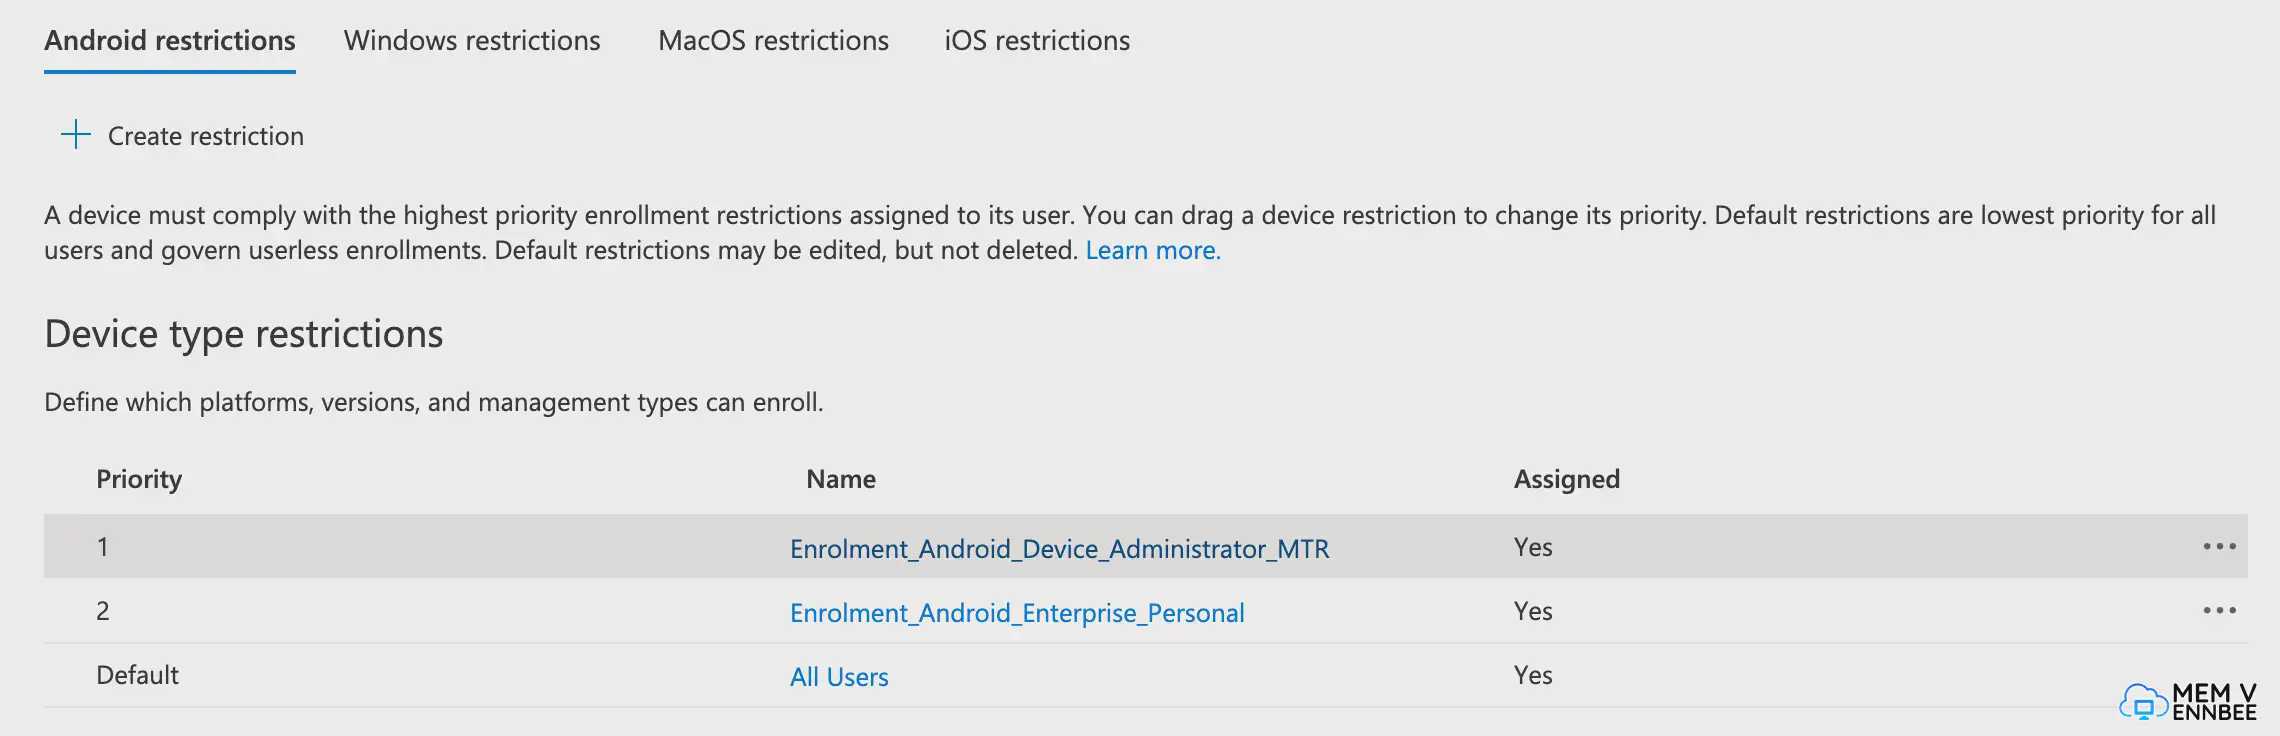 Android restrictions Windows restrictions MacOS restrictions iOS restrictions
Create restriction
A device must comply with the highest priority enrollment restrictions assigned to its user. You can drag a device restriction to change its priority. Default restrictions are lowest priority for all
users and govern userless enrollments. Default restrictions may be edited, but not deleted. Learn more.
Device type restrictions
Define which platforms, versions, and management types can enroll.
Priority Name Assigned
1 Enrolment_Android_Device_Administrator_MTR Yes
2 Enrolment_Android_Enterprise_Personal Yes
Default All Users Yes
MEM V
ENNBEE